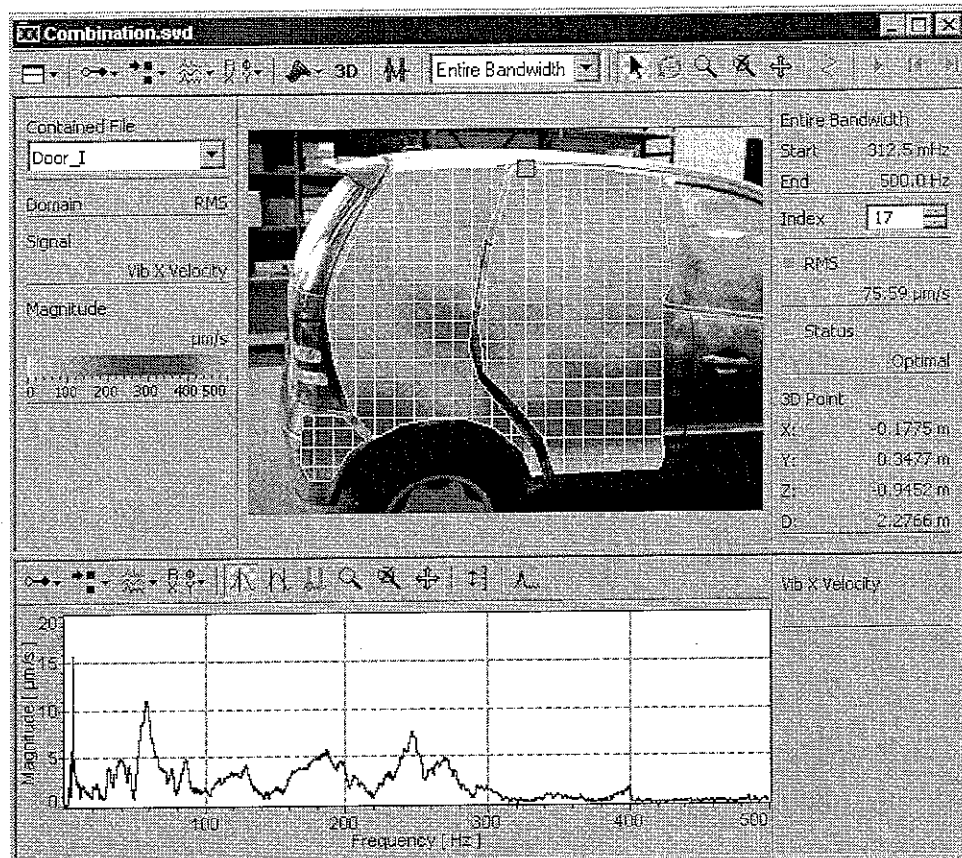 Combination.svd
3D
Entire Bandwidth
Contained File
Door_I
Domain RMS
Signal
Vib X Velocity
Magnitude
µm/s
0 100 200 300 400 500
Entire Bandwidth
Start 312.5 mHz
End 500.0 Hz
Index 17
RMS
75.59 µm/s
Status
Optimal
3D Point
X: -0.1775 m
Y: 0.3477 m
Z: -0.9452 m
D: 2.2766 m
Vib X Velocity
Magnitude [ µm/s ]
20
15
10
5
0
100 200 300 400 500
Frequency [ Hz ]